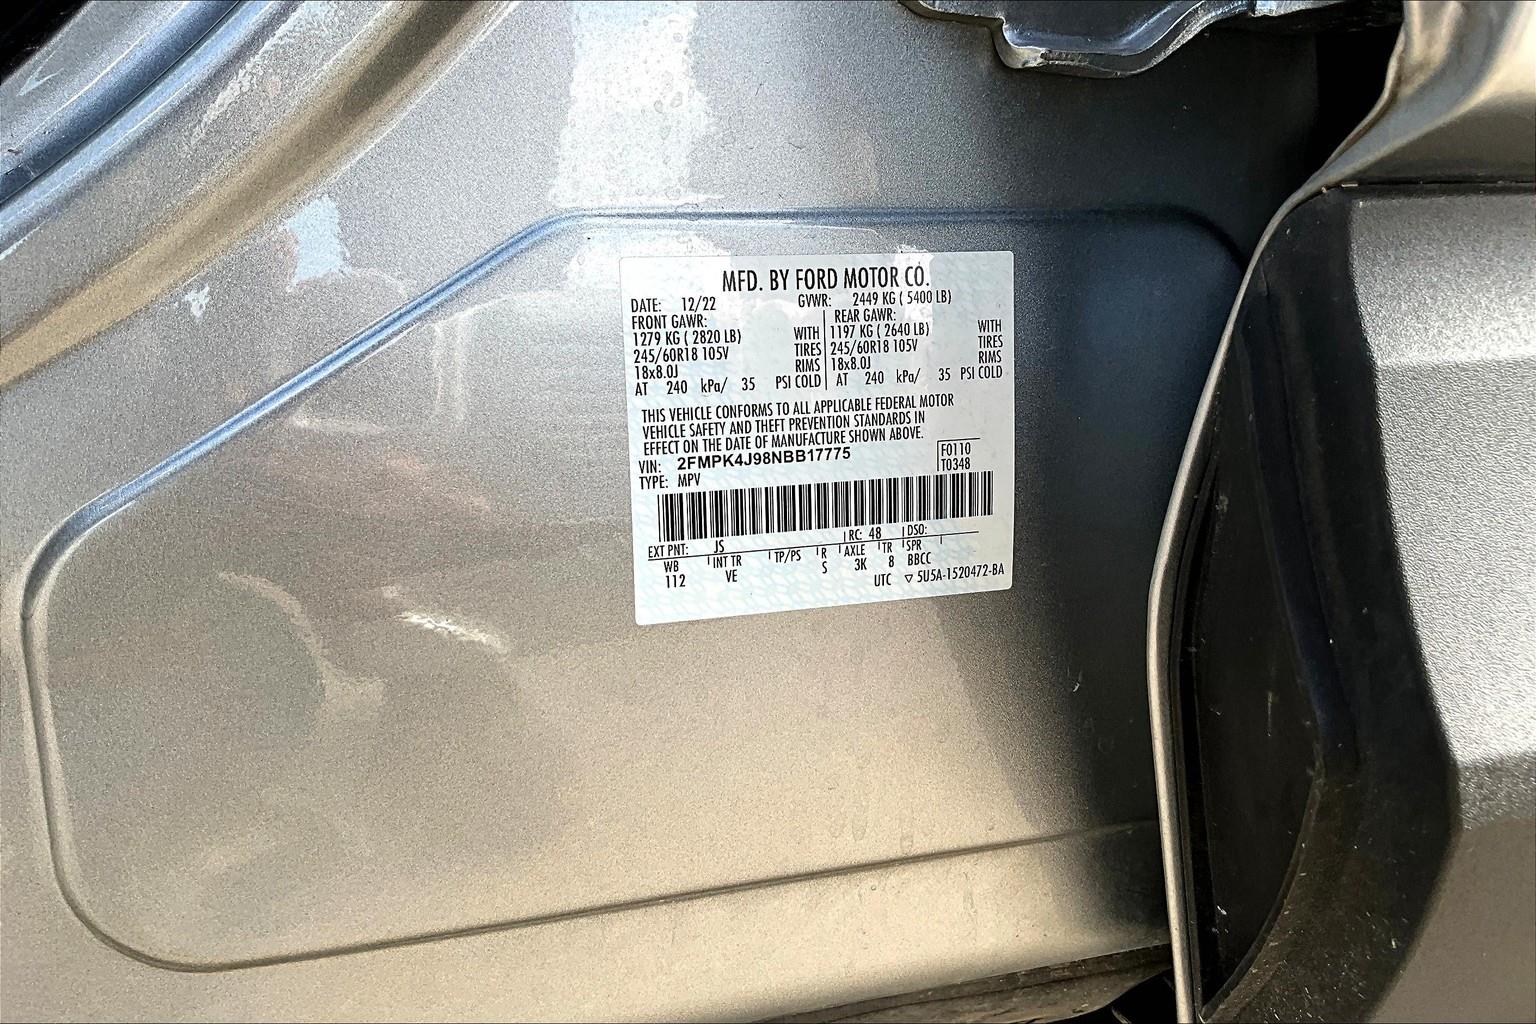 MFD. BY FORD MOTOR CO.
DATE: 12/22 GVWR: 2449 KG ( 5400 LB)
FRONT GAWR: REAR GAWR:
1279 KG ( 2820 LB) WITH 1197 KG ( 2640 LB) WITH
245/60R18 105V TIRES 245/60R18 105V TIRES
18x8.0J RIMS 18x8.0J RIMS
AT 240 kPa/ 35 PSI COLD AT 240 kPa/ 35 PSI COLD
THIS VEHICLE CONFORMS TO ALL APPLICABLE FEDERAL MOTOR
VEHICLE SAFETY AND THEFT PREVENTION STANDARDS IN
EFFECT ON THE DATE OF MANUFACTURE SHOWN ABOVE.
VIN: 2FMPK4J98NBB17775 F0110
TYPE: MPV T0348
EXT PNT: JS RC: 48 DSO:
WB INT TR TP/PS R AXLE TR SPR
112 VE S 3K 8 BBCC
UTC ▽ 5U5A-1520472-BA